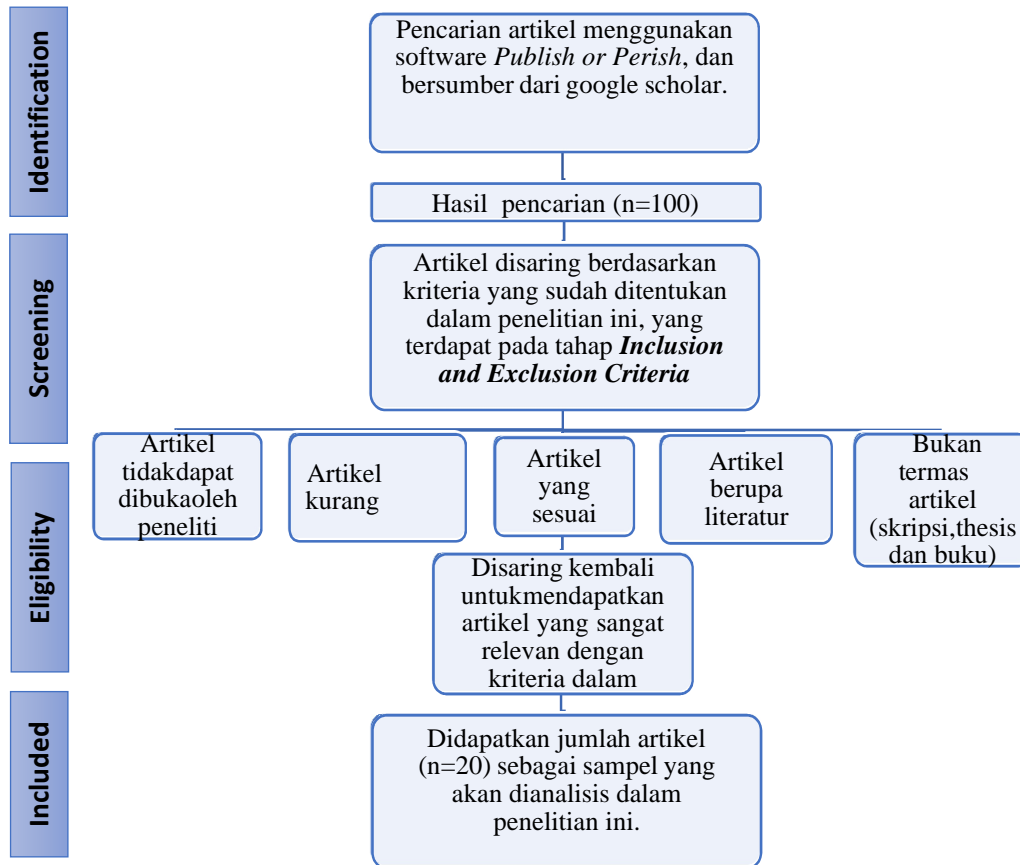 Identification
Pencarian artikel menggunakan
software Publish or Perish, dan
bersumber dari google scholar.
Hasil pencarian (n=100)
Screening
Artikel disaring berdasarkan
kriteria yang sudah ditentukan
dalam penelitian ini, yang
terdapat pada tahap Inclusion
and Exclusion Criteria
Eligibility
Artikel
tidakdapat
dibukaoleh
peneliti
Artikel
kurang
Artikel
yang
sesuai
Artikel
berupa
literatur
Bukan
termas
artikel
(skripsi,thesis
dan buku)
Disaring kembali
untukmendapatkan
artikel yang sangat
relevan dengan
kriteria dalam
Included
Didapatkan jumlah artikel
(n=20) sebagai sampel yang
akan dianalisis dalam
penelitian ini.